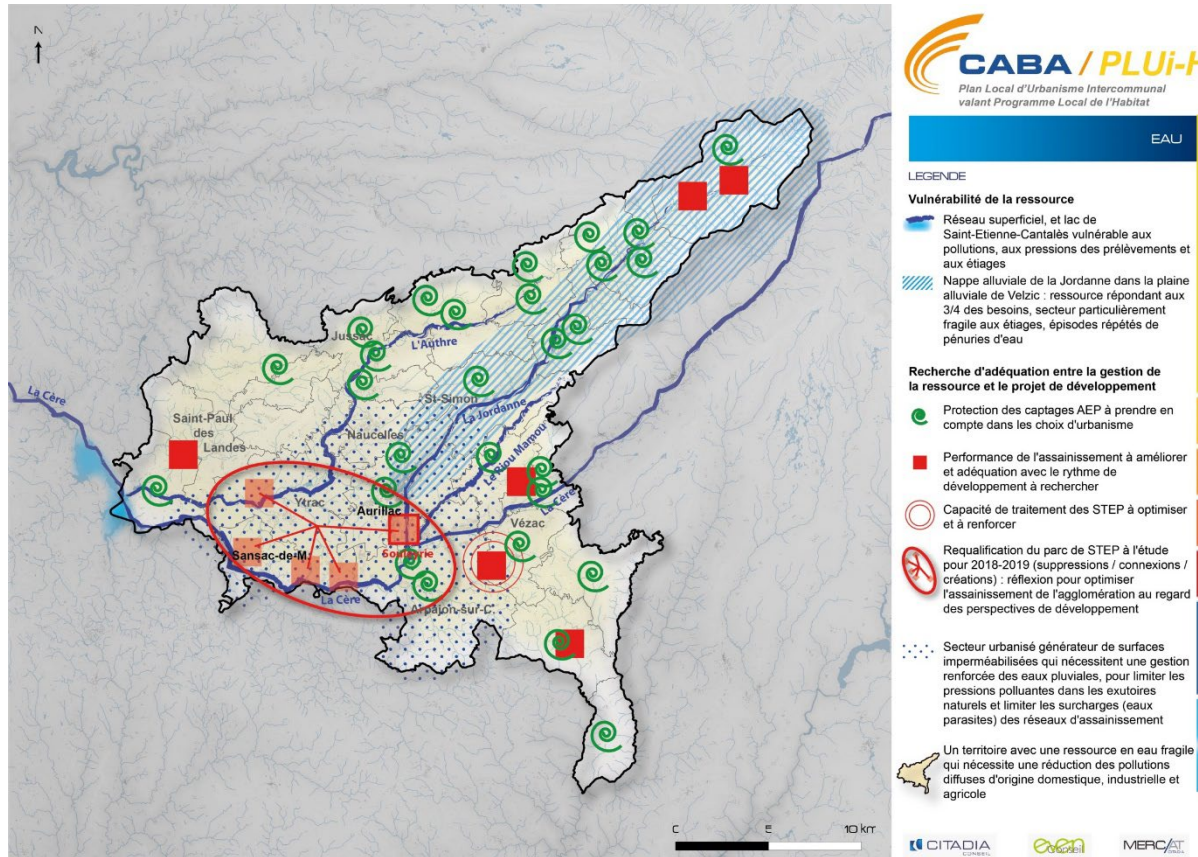 N
Jussac
L'Authre
St-Simon
La Jordanne
La Cère
Saint-Paul
des
Landes
Naucelles
Le Riou Mamou
La Cère
Ytrac
Aurillac
Vézac
Souleyrie
Sansac-de-M.
La Cère
Arpajon-sur-C.
10 km
CABA / PLUi-H
Plan Local d'Urbanisme Intercommunal
valant Programme Local de l'Habitat
EAU
LEGENDE
Vulnérabilité de la ressource
Réseau superficiel, et lac de
Saint-Etienne-Cantalès vulnérable aux
pollutions, aux pressions des prélèvements et
aux étiages
Nappe alluviale de la Jordanne dans la plaine
alluviale de Velzic : ressource répondant aux
3/4 des besoins, secteur particulièrement
fragile aux étiages, épisodes répétés de
pénuries d'eau
Recherche d'adéquation entre la gestion de
la ressource et le projet de développement
Protection des captages AEP à prendre en
compte dans les choix d'urbanisme
Performance de l'assainissement à améliorer
et adéquation avec le rythme de
développement à rechercher
Capacité de traitement des STEP à optimiser
et à renforcer
Requalification du parc de STEP à l'étude
pour 2018-2019 (suppressions / connexions /
créations) : réflexion pour optimiser
l'assainissement de l'agglomération au regard
des perspectives de développement
Secteur urbanisé générateur de surfaces
imperméabilisées qui nécessitent une gestion
renforcée des eaux pluviales, pour limiter les
pressions polluantes dans les exutoires
naturels et limiter les surcharges (eaux
parasites) des réseaux d'assainissement
Un territoire avec une ressource en eau fragile
qui nécessite une réduction des pollutions
diffuses d'origine domestique, industrielle et
agricole
CITADIA
CONSEIL
even
Conseil
MERC/AT